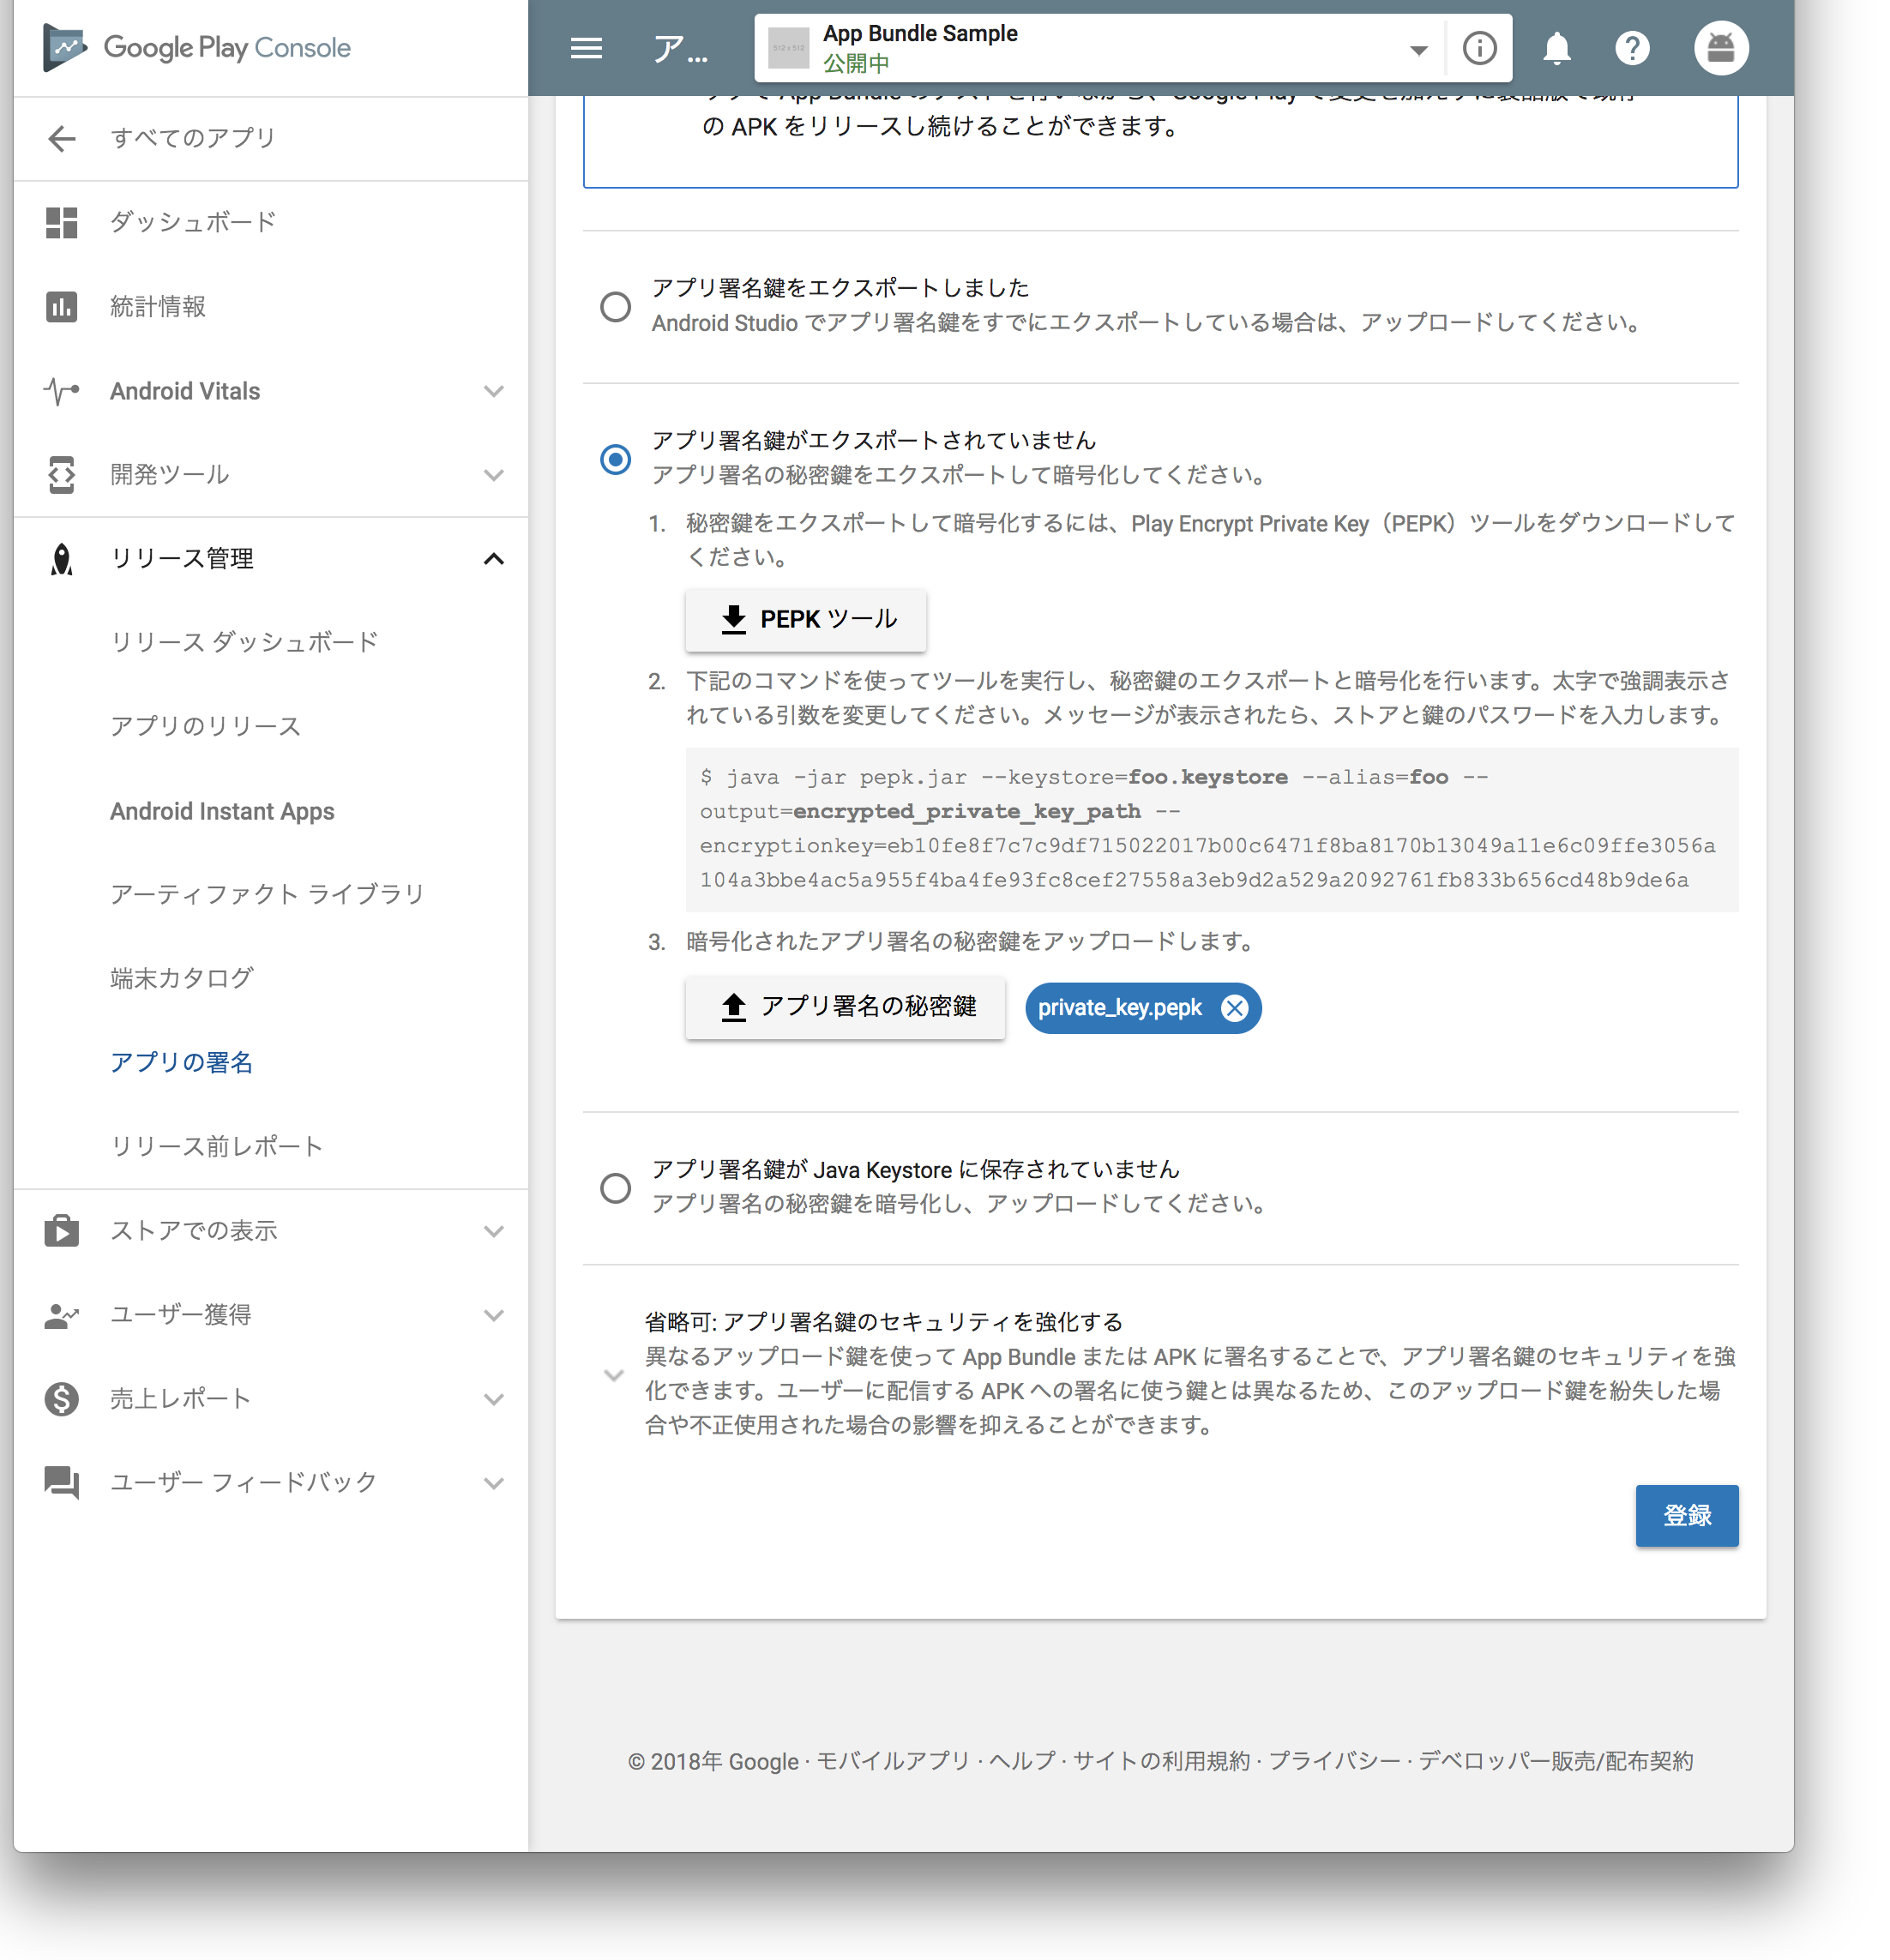 Google Play Console
ア...
512 x 512
App Bundle Sample
公開中
すべてのアプリ
ダッシュボード
統計情報
Android Vitals
開発ツール
リリース管理
リリース ダッシュボード
アプリのリリース
Android Instant Apps
アーティファクト ライブラリ
端末カタログ
アプリの署名
リリース前レポート
ストアでの表示
ユーザー獲得
売上レポート
ユーザー フィードバック
の APK をリリースし続けることができます。
アプリ署名鍵をエクスポートしました
Android Studio でアプリ署名鍵をすでにエクスポートしている場合は、アップロードしてください。
アプリ署名鍵がエクスポートされていません
アプリ署名の秘密鍵をエクスポートして暗号化してください。
1. 秘密鍵をエクスポートして暗号化するには、Play Encrypt Private Key（PEPK）ツールをダウンロードして
ください。
PEPK ツール
2. 下記のコマンドを使ってツールを実行し、秘密鍵のエクスポートと暗号化を行います。太字で強調表示さ
れている引数を変更してください。メッセージが表示されたら、ストアと鍵のパスワードを入力します。
$ java -jar pepk.jar --keystore=foo.keystore --alias=foo --
output=encrypted_private_key_path --
encryptionkey=eb10fe8f7c7c9df715022017b00c6471f8ba8170b13049a11e6c09ffe3056a
104a3bbe4ac5a955f4ba4fe93fc8cef27558a3eb9d2a529a2092761fb833b656cd48b9de6a
3. 暗号化されたアプリ署名の秘密鍵をアップロードします。
アプリ署名の秘密鍵
private_key.pepk
アプリ署名鍵が Java Keystore に保存されていません
アプリ署名の秘密鍵を暗号化し、アップロードしてください。
省略可: アプリ署名鍵のセキュリティを強化する
異なるアップロード鍵を使って App Bundle または APK に署名することで、アプリ署名鍵のセキュリティを強
化できます。ユーザーに配信する APK への署名に使う鍵とは異なるため、このアップロード鍵を紛失した場
合や不正使用された場合の影響を抑えることができます。
登録
© 2018年 Google · モバイルアプリ · ヘルプ · サイトの利用規約 · プライバシー · デベロッパー販売/配布契約